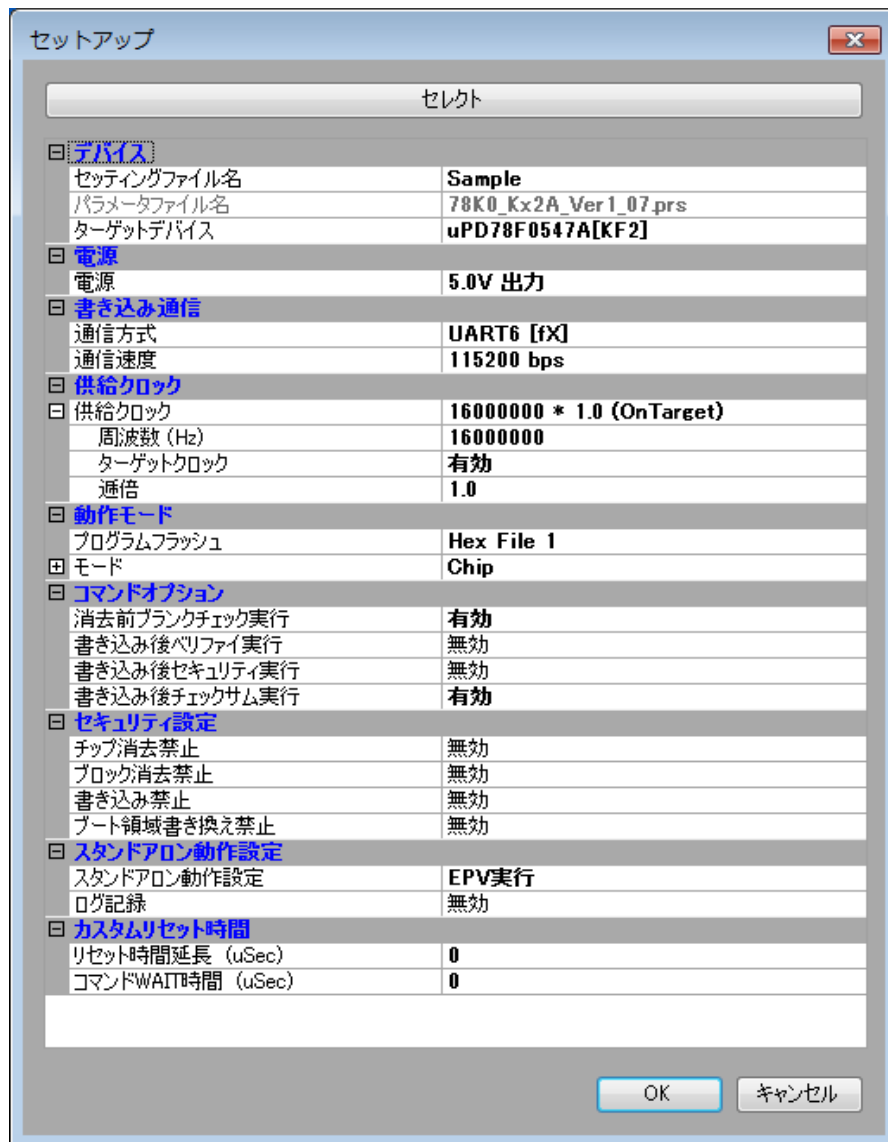 セットアップ
セレクト
デバイス
セッティングファイル名 Sample
パラメータファイル名 78K0_Kx2A_Ver1_07.prs
ターゲットデバイス uPD78F0547A[KF2]
電源
電源 5.0V 出力
書き込み通信
通信方式 UART6 [fX]
通信速度 115200 bps
供給クロック
供給クロック 16000000 * 1.0 (OnTarget)
周波数 (Hz) 16000000
ターゲットクロック 有効
逓倍 1.0
動作モード
プログラムフラッシュ Hex File 1
モード Chip
コマンドオプション
消去前ブランクチェック実行 有効
書き込み後ベリファイ実行 無効
書き込み後セキュリティ実行 無効
書き込み後チェックサム実行 有効
セキュリティ設定
チップ消去禁止 無効
ブロック消去禁止 無効
書き込み禁止 無効
ブート領域書き換え禁止 無効
スタンドアロン動作設定
スタンドアロン動作設定 EPV実行
ログ記録 無効
カスタムリセット時間
リセット時間延長 (uSec) 0
コマンドWAIT時間 (uSec) 0
OK キャンセル